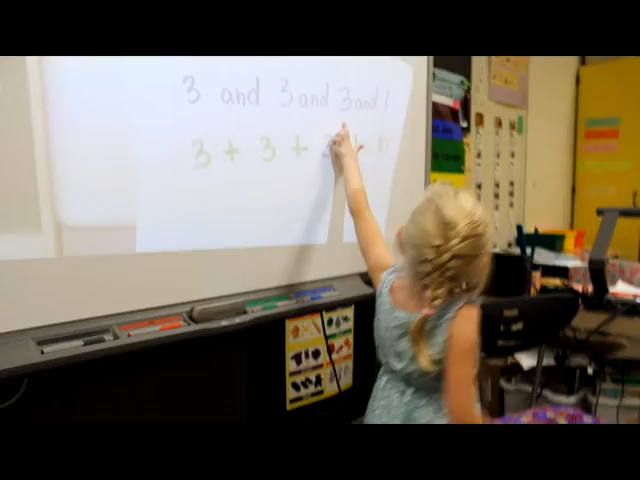 3 and 3 and 3 and 1
3 + 3 +